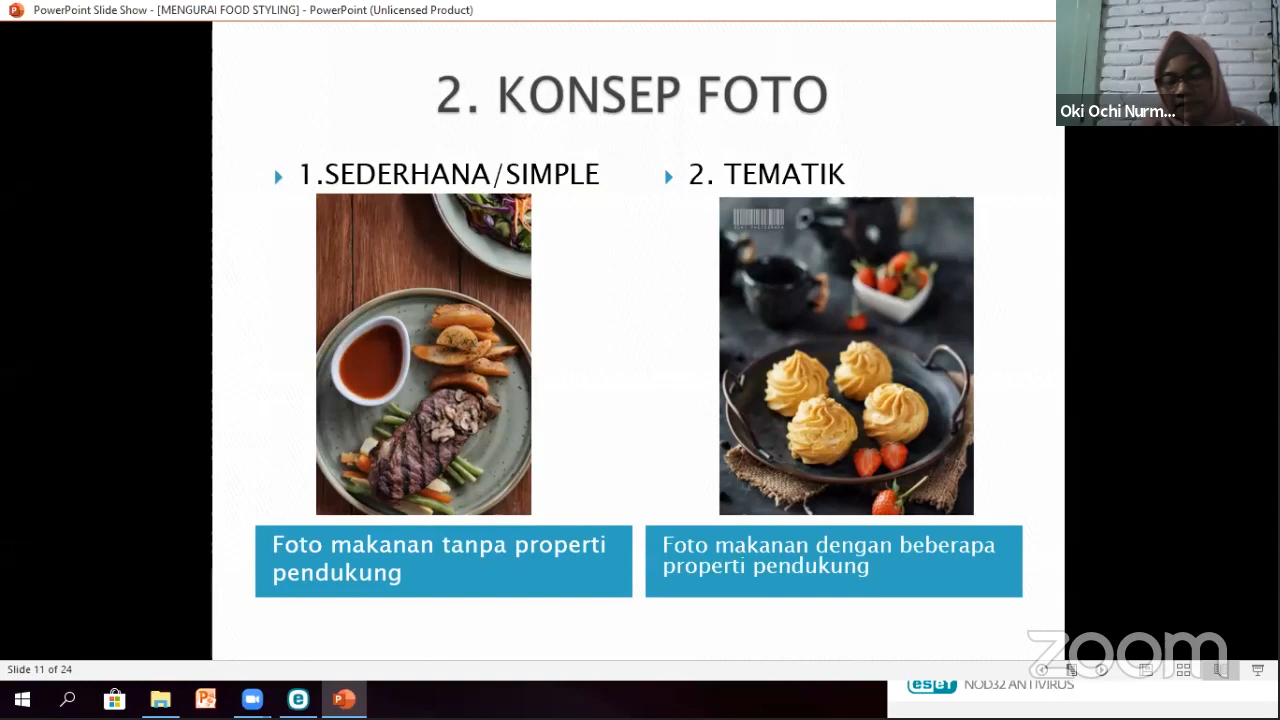 PowerPoint Slide Show - [MENGURAI FOOD STYLING] - PowerPoint (Unlicensed Product)
Oki Ochi Nurm...
2. KONSEP FOTO
1.SEDERHANA/SIMPLE
2. TEMATIK
Foto makanan tanpa properti
pendukung
Foto makanan dengan beberapa
properti pendukung
zoom
Slide 11 of 24
eset NOD32 ANTIVIRUS